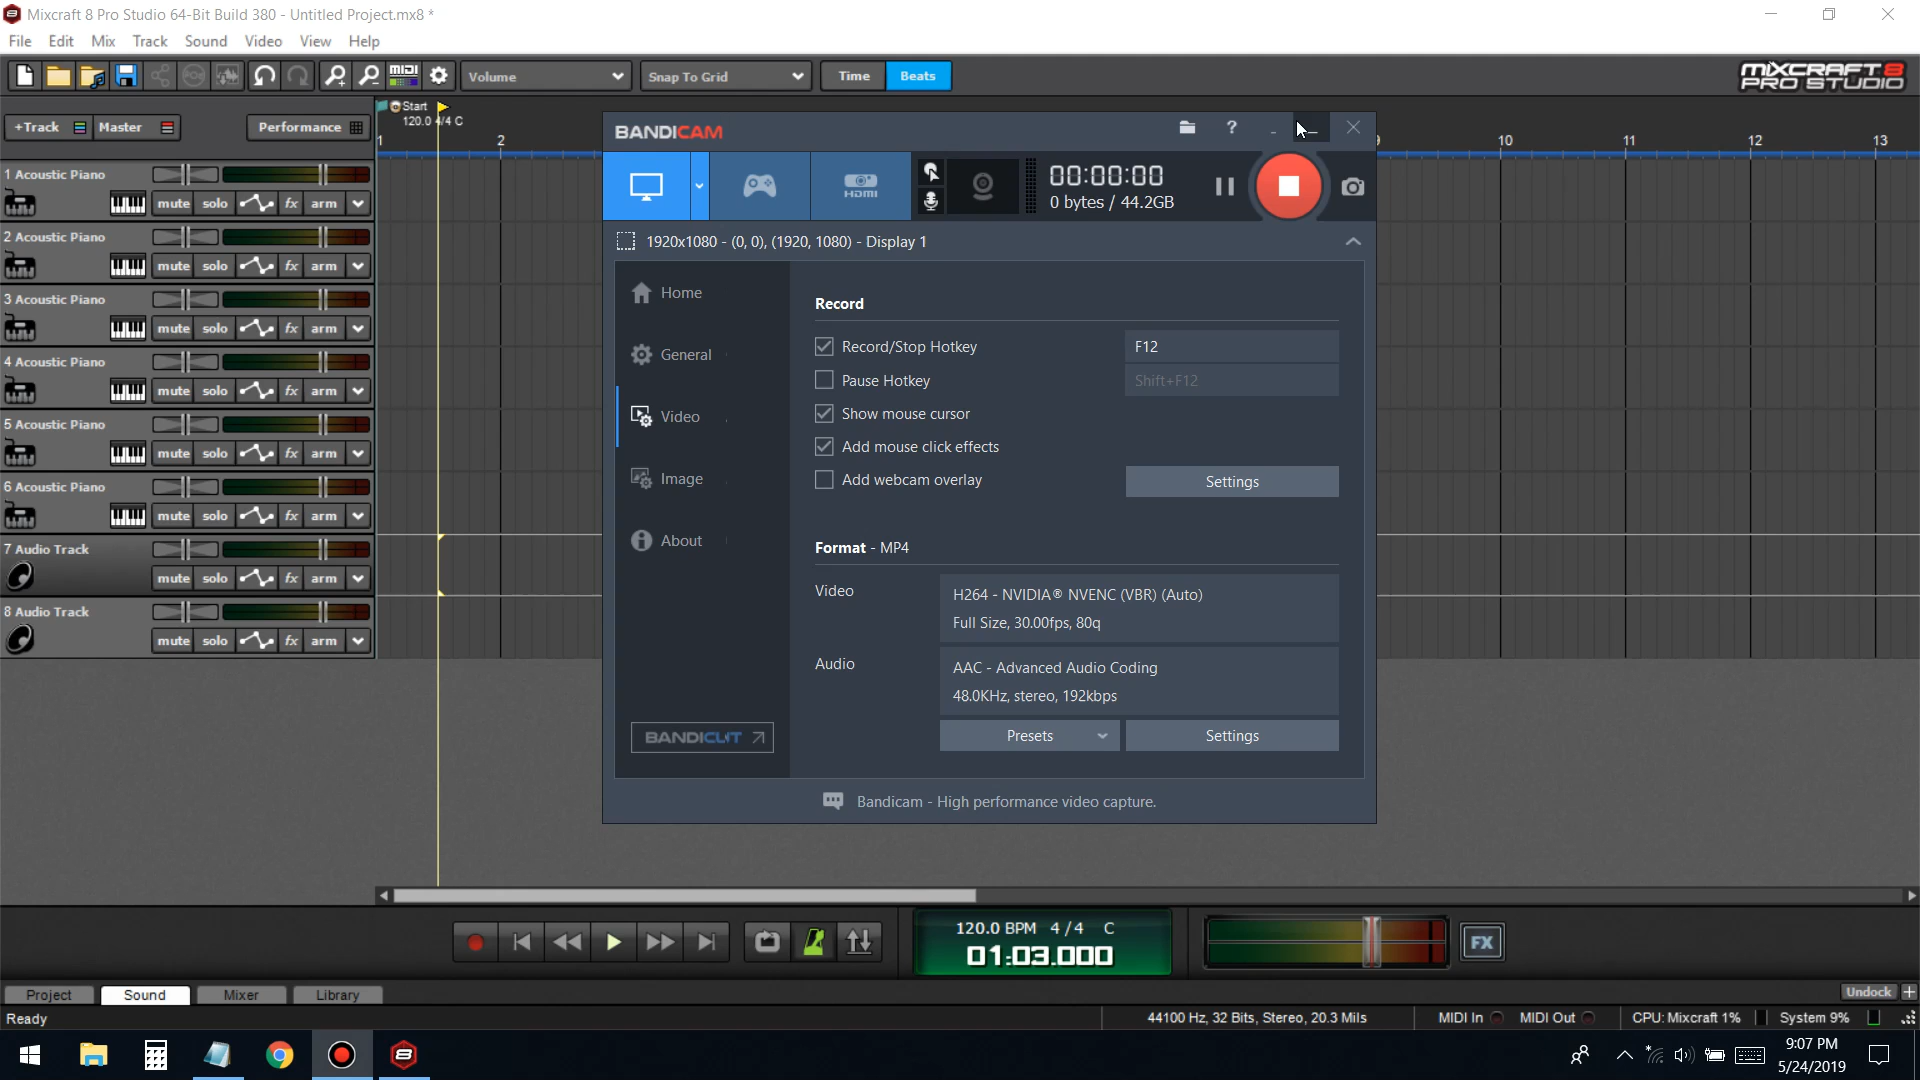 Mixcraft 8 Pro Studio 64-Bit Build 380 - Untitled Project.mx8 *
File Edit Mix Track Sound Video View Help
MIDI Volume Snap To Grid Time Beats MIXCRAFT 8 PRO STUDIO
+Track Master Performance
Start
120.0 4/4 C
1 2 9 10 11 12 13
1 Acoustic Piano
mute solo fx arm
2 Acoustic Piano
mute solo fx arm
3 Acoustic Piano
mute solo fx arm
4 Acoustic Piano
mute solo fx arm
5 Acoustic Piano
mute solo fx arm
6 Acoustic Piano
mute solo fx arm
7 Audio Track
mute solo fx arm
8 Audio Track
mute solo fx arm
BANDICAM ?
HDMI
00:00:00
0 bytes / 44.2GB
1920x1080 - (0, 0), (1920, 1080) - Display 1
Home
General
Video
Image
About
BANDICUT
Record
Record/Stop Hotkey F12
Pause Hotkey Shift+F12
Show mouse cursor
Add mouse click effects
Add webcam overlay Settings
Format - MP4
Video
H264 - NVIDIA® NVENC (VBR) (Auto)
Full Size, 30.00fps, 80q
Audio
AAC - Advanced Audio Coding
48.0KHz, stereo, 192kbps
Presets Settings
Bandicam - High performance video capture.
120.0 BPM 4/4 C
01:03.000
FX
Project Sound Mixer Library Undock +
Ready 44100 Hz, 32 Bits, Stereo, 20.3 Mils MIDI In MIDI Out CPU: Mixcraft 1% System 9%
8
9:07 PM
5/24/2019